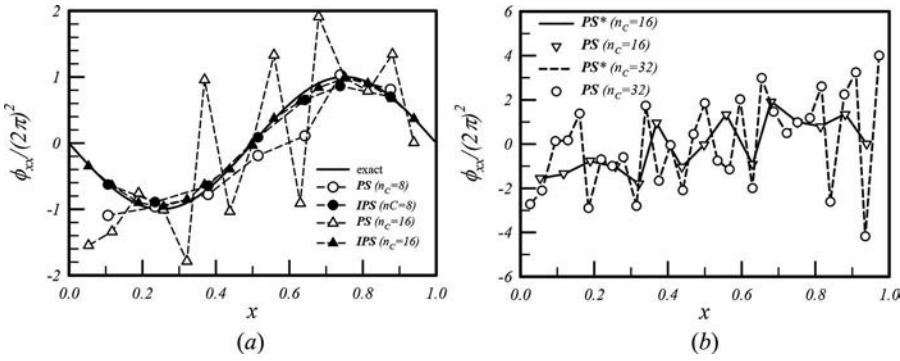 (a)
2
1
0
-1
-2
ϕxx/(2π)²
exact
PS (nC=8)
IPS (nC=8)
PS (nC=16)
IPS (nC=16)
0.0 0.2 0.4 0.6 0.8 1.0
x
(a)
(b)
6
4
2
0
-2
-4
-6
ϕxx/(2π)²
PS* (nC=16)
PS (nC=16)
PS* (nC=32)
PS (nC=32)
0.0 0.2 0.4 0.6 0.8 1.0
x
(b)